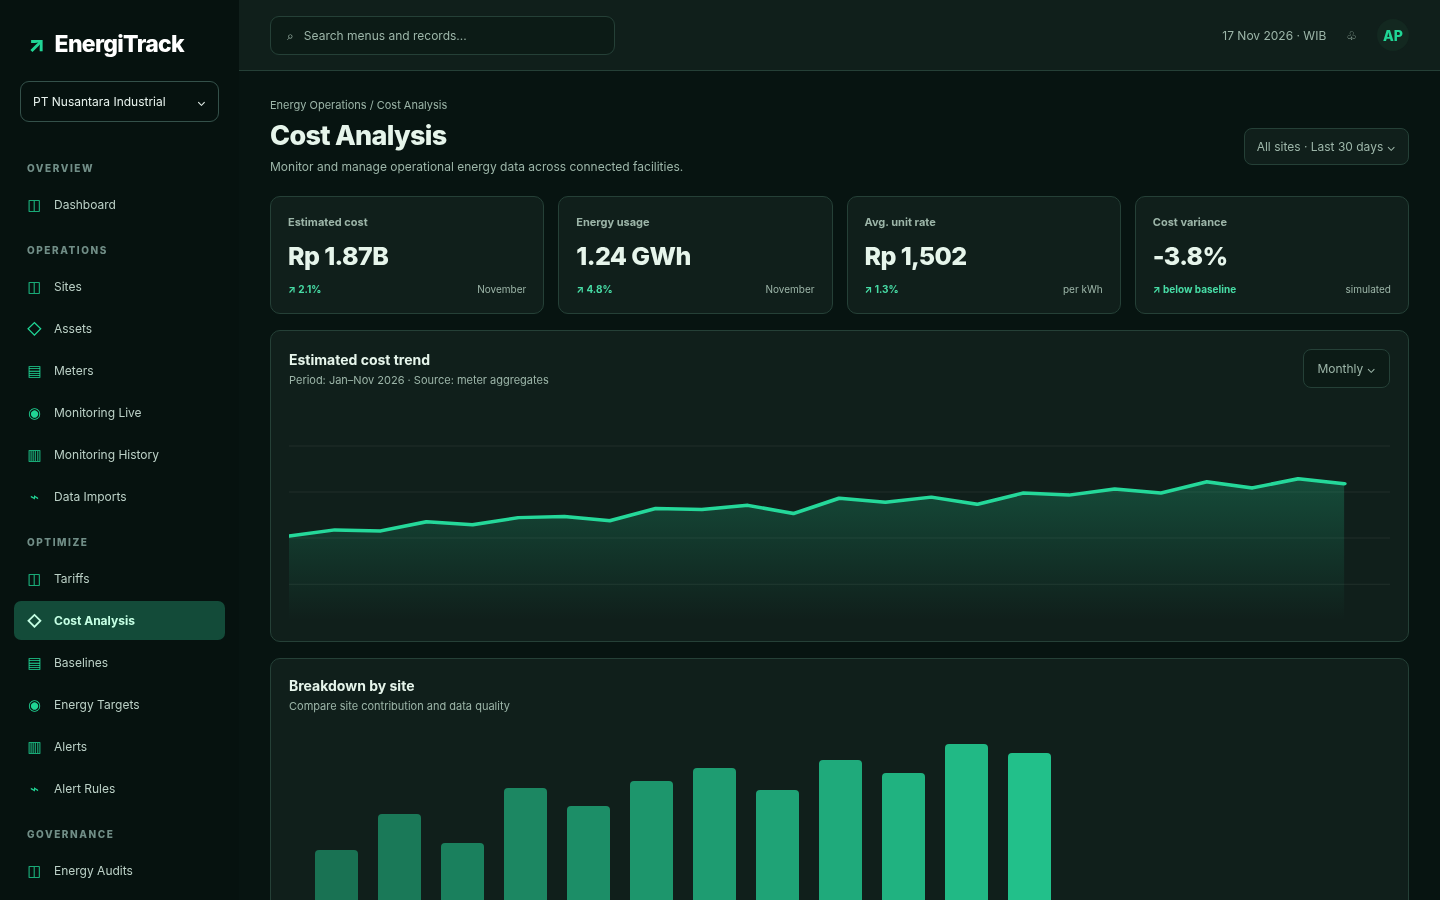 EnergiTrack
PT Nusantara Industrial
OVERVIEW
Dashboard
OPERATIONS
Sites
Assets
Meters
Monitoring Live
Monitoring History
Data Imports
OPTIMIZE
Tariffs
Cost Analysis
Baselines
Energy Targets
Alerts
Alert Rules
GOVERNANCE
Energy Audits
Search menus and records...
17 Nov 2026 · WIB
AP
Energy Operations / Cost Analysis
Cost Analysis
Monitor and manage operational energy data across connected facilities.
All sites · Last 30 days
Estimated cost
Rp 1.87B
↗ 2.1% November
Energy usage
1.24 GWh
↗ 4.8% November
Avg. unit rate
Rp 1,502
↗ 1.3% per kWh
Cost variance
-3.8%
↗ below baseline simulated
Estimated cost trend
Period: Jan–Nov 2026 · Source: meter aggregates
Monthly
Breakdown by site
Compare site contribution and data quality